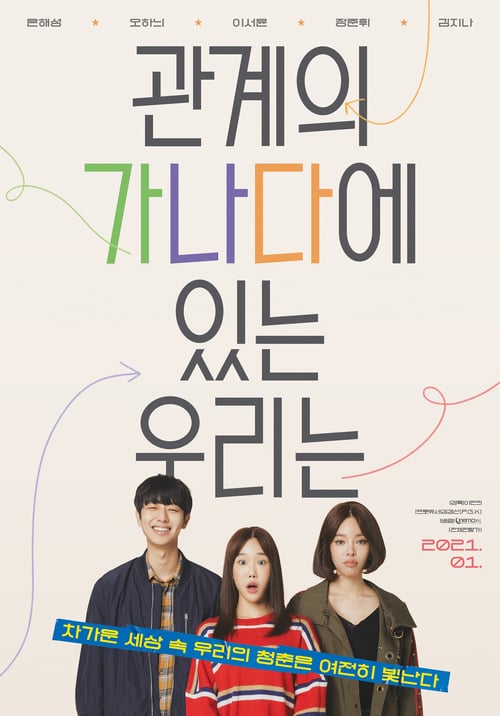 은해성 ★ 오하늬 ★ 이서윤 ★ 장준휘 ★ 김지나
관계의
가나다에
있는
우리는
2021.
01.
차가운 세상 속 우리의 청춘은 여전히 빛난다